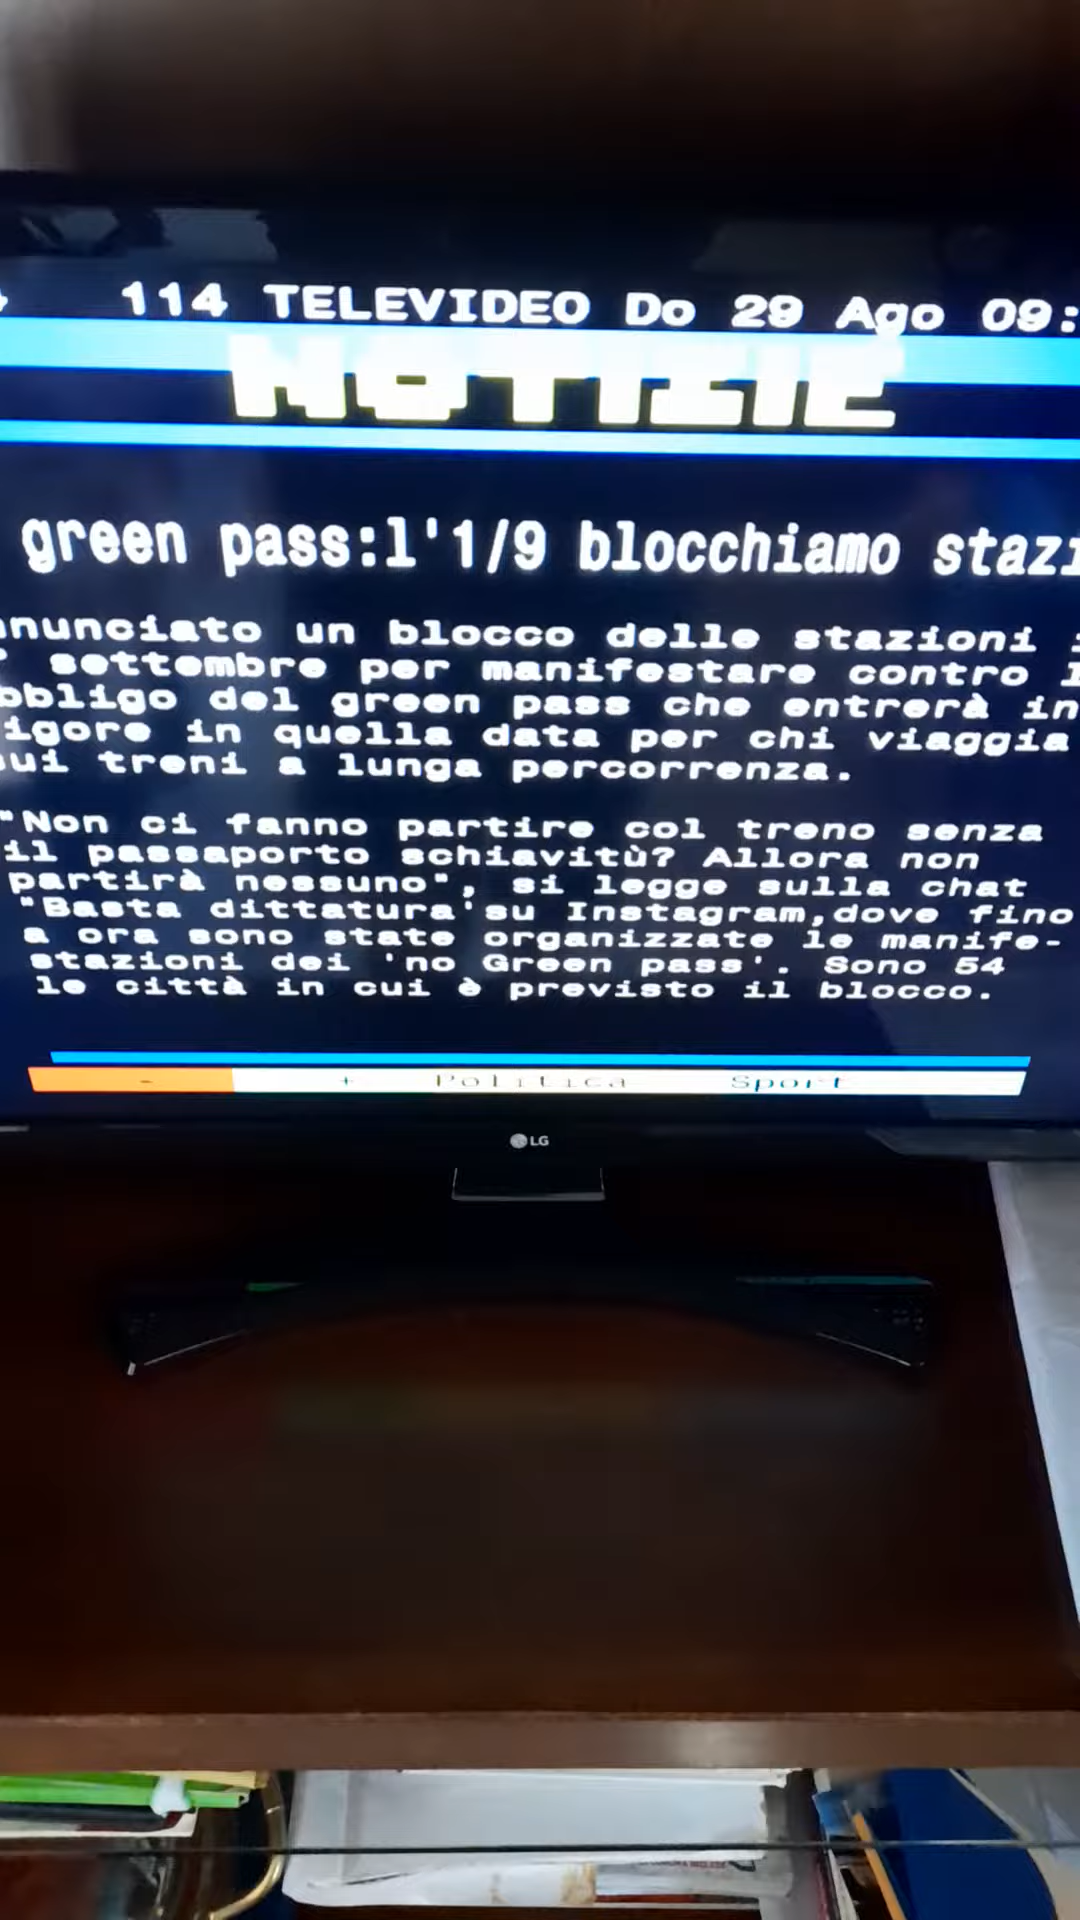 114 TELEVIDEO Do 29 Ago 09:
NOTIZIE
green pass:l'1/9 blocchiamo stazi
nnunciato un blocco delle stazioni i
' settembre per manifestare contro l
bbligo del green pass che entrerà in
igore in quella data per chi viaggia
ui treni a lunga percorrenza.
"Non ci fanno partire col treno senza
il passaporto schiavitù? Allora non
partirà nessuno", si legge sulla chat
"Basta dittatura'su Instagram,dove fino
a ora sono state organizzate le manife-
stazioni dei 'no Green pass'. Sono 54
le città in cui è previsto il blocco.
- + Politica Sport
LG